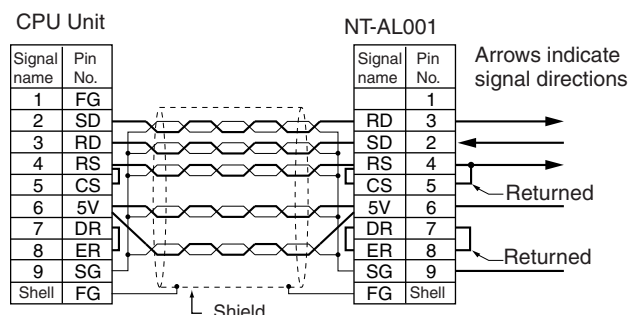 CPU Unit
NT-AL001
Signal name Pin No.
1 FG
2 SD
3 RD
4 RS
5 CS
6 5V
7 DR
8 ER
9 SG
Shell FG
Signal name Pin No.
1
RD 3
SD 2
RS 4
CS 5
5V 6
DR 7
ER 8
SG 9
FG Shell
Arrows indicate
signal directions
Returned
Returned
Shield